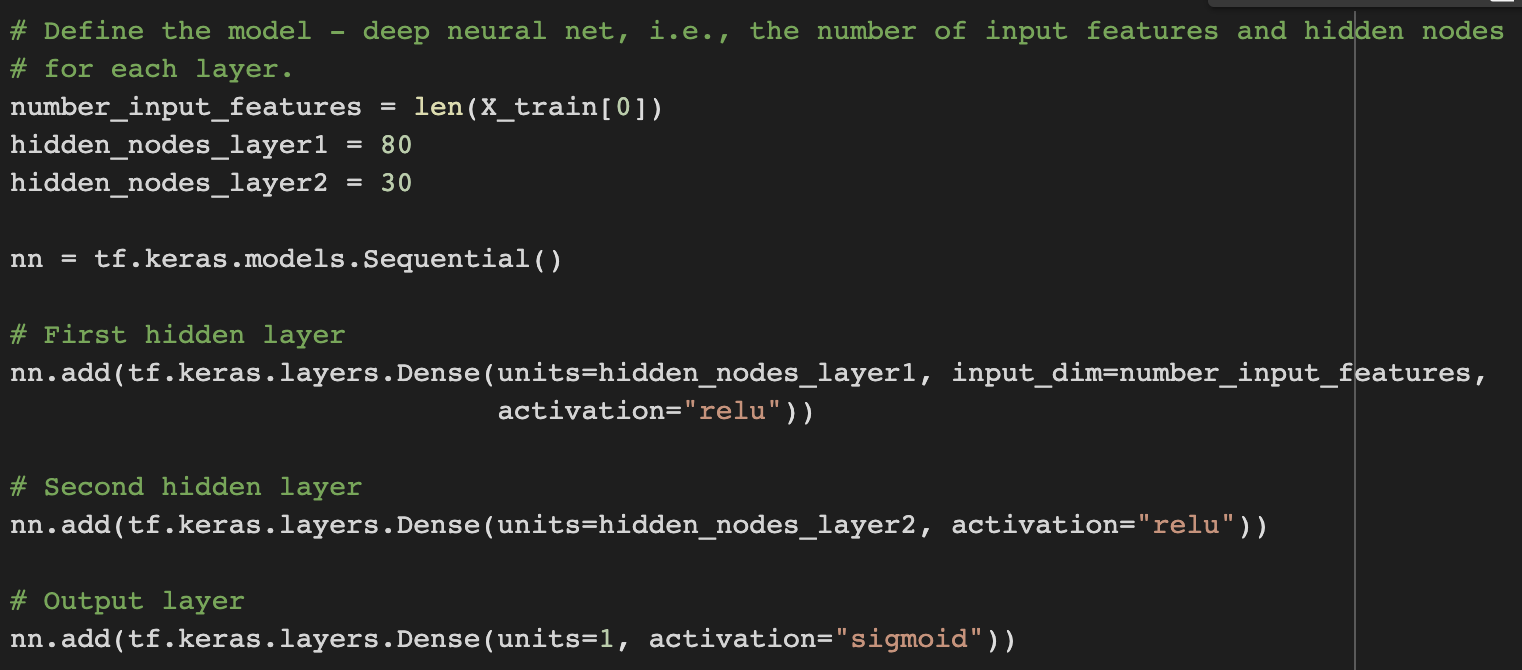 # Define the model - deep neural net, i.e., the number of input features and hidden nodes
# for each layer.
number_input_features = len(X_train[0])
hidden_nodes_layer1 = 80
hidden_nodes_layer2 = 30
nn = tf.keras.models.Sequential()
# First hidden layer
nn.add(tf.keras.layers.Dense(units=hidden_nodes_layer1, input_dim=number_input_features,
activation="relu"))
# Second hidden layer
nn.add(tf.keras.layers.Dense(units=hidden_nodes_layer2, activation="relu"))
# Output layer
nn.add(tf.keras.layers.Dense(units=1, activation="sigmoid"))